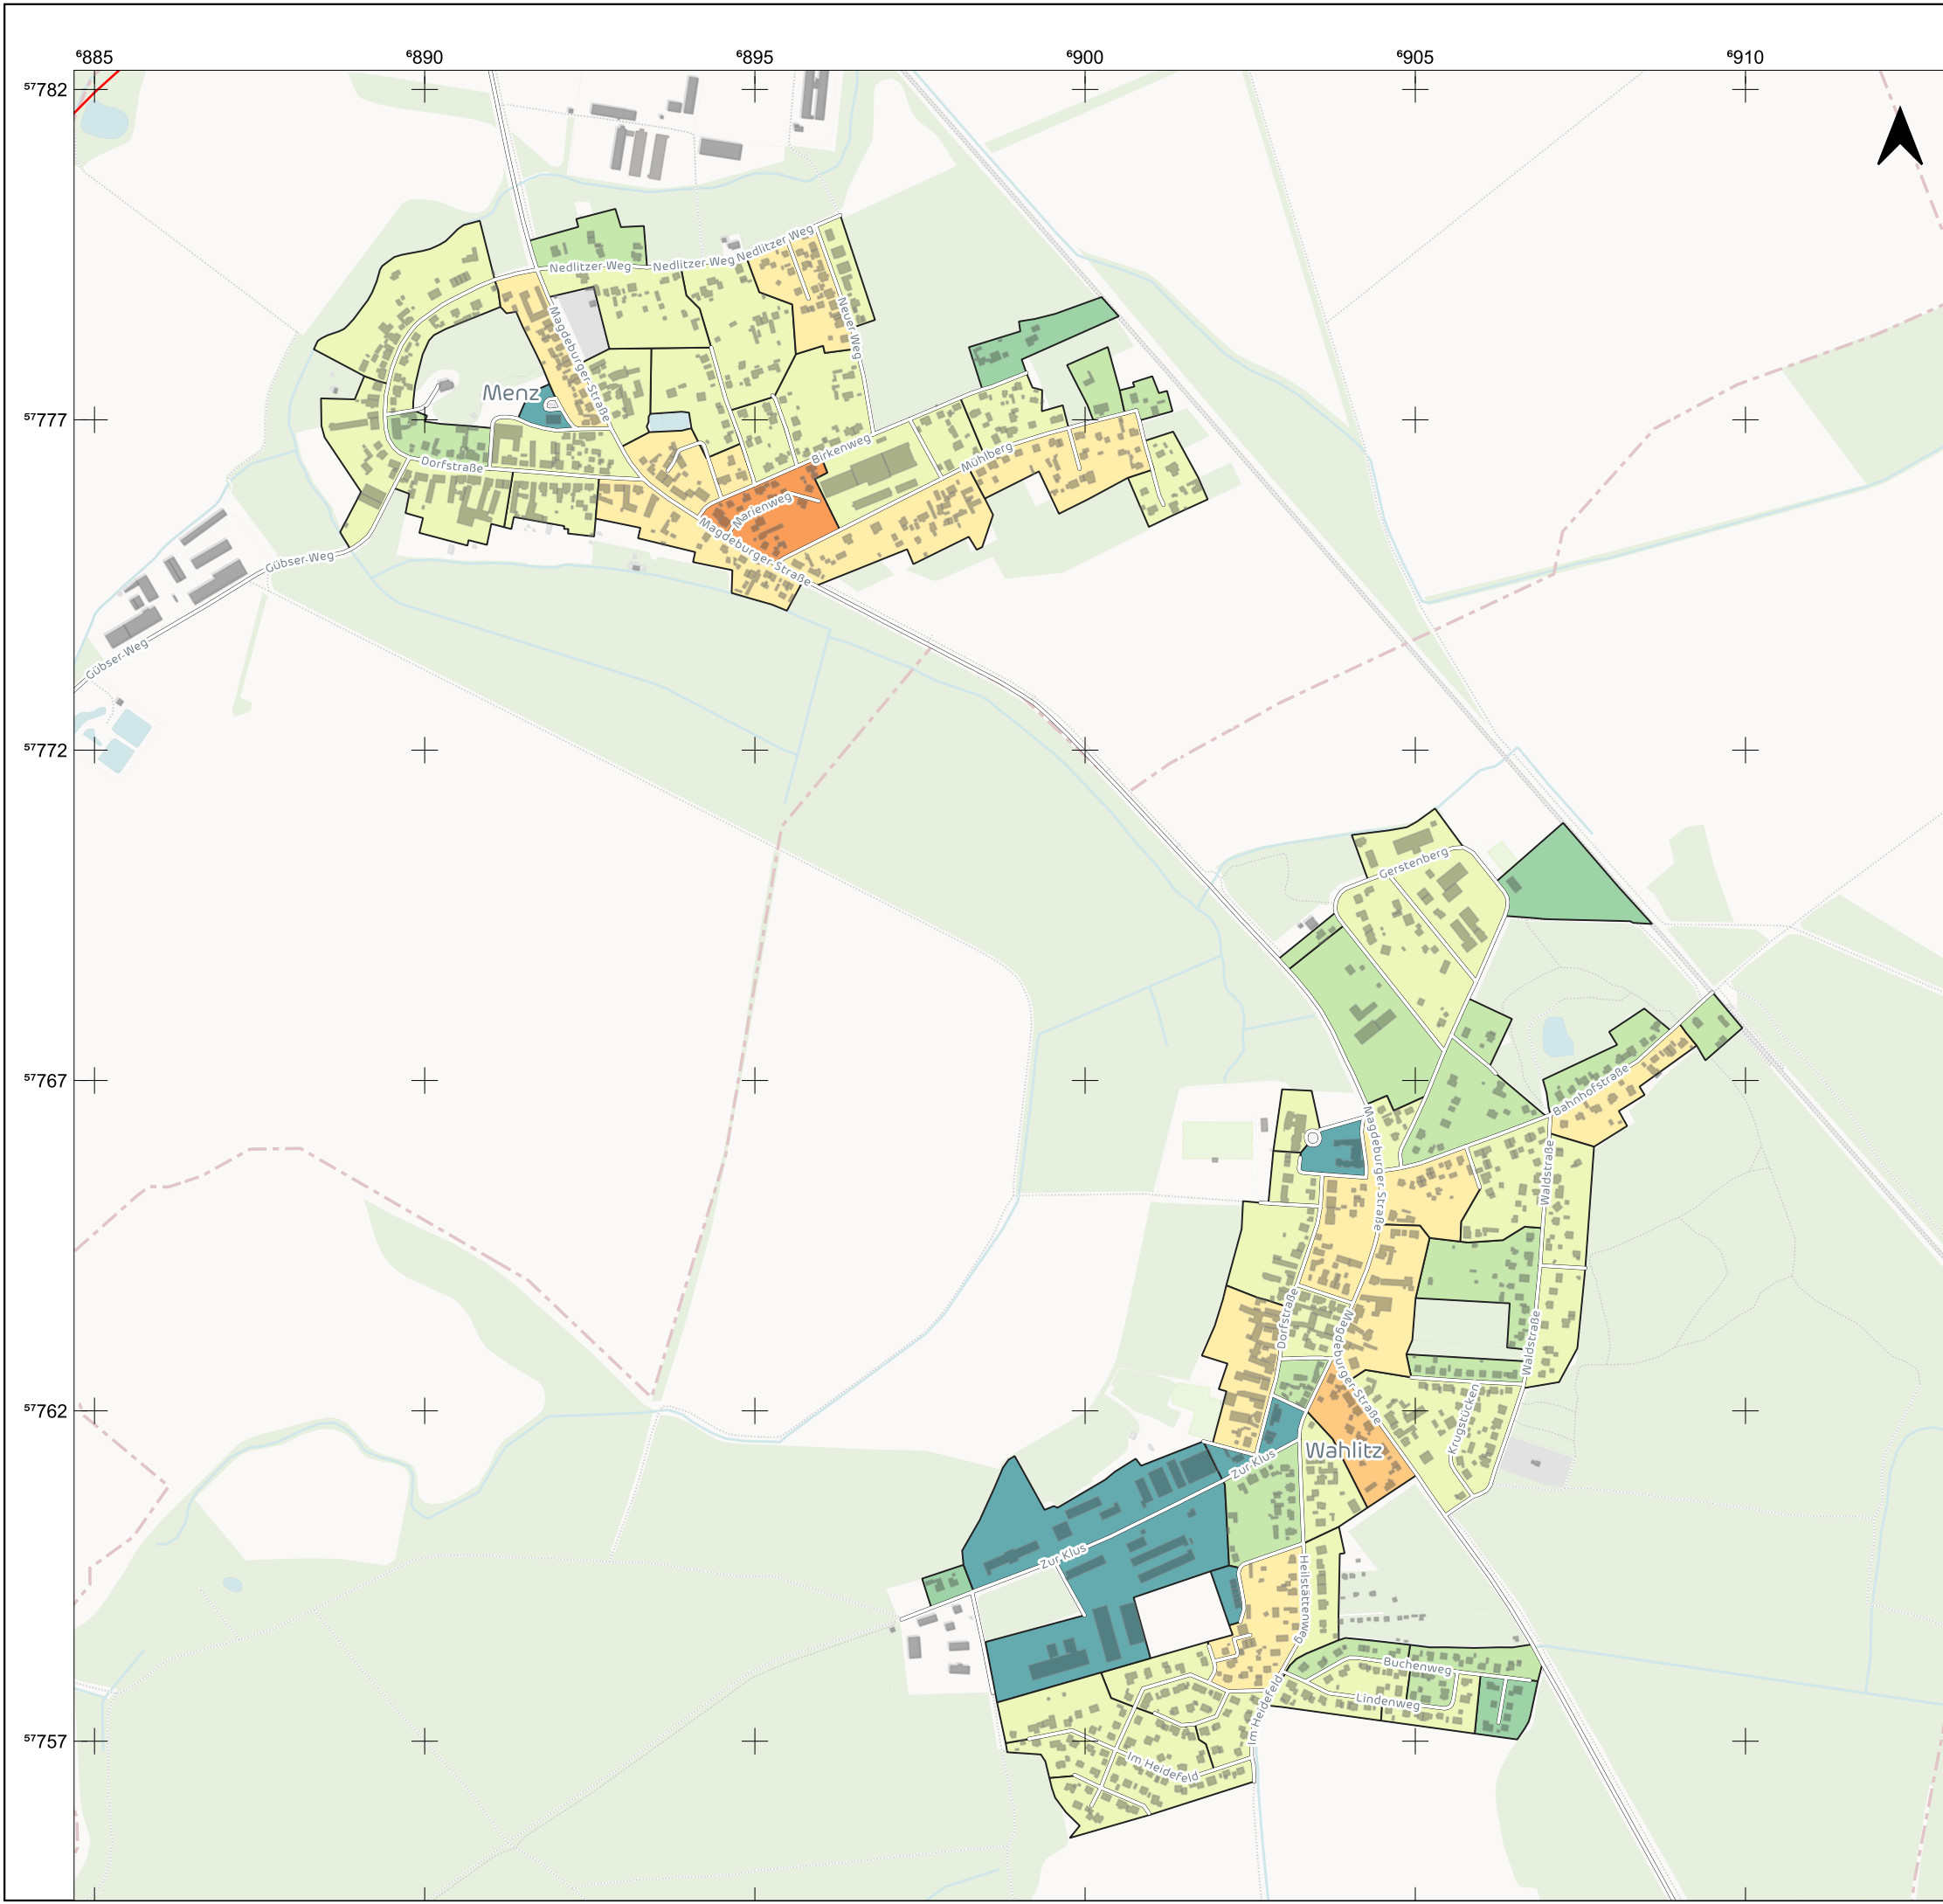 ⁶885 ⁶890 ⁶895 ⁶900 ⁶905 ⁶910
⁵⁷782
Nedlitzer Weg
Nedlitzer-Weg
Nedlitzer-Weg
Neuer-Weg
Magdeburger-Straße
Menz
⁵⁷777
Birkenweg
Mühlberg
Dorfstraße
Marienweg
Magdeburger-Straße
Gübser-Weg
Gübser-Weg
⁵⁷772
Gerstenberg
⁵⁷767
Bahnhofstraße
Magdeburger-Straße
Waldstraße
Dorfstraße
Magdeburger-Straße
Waldstraße
Krugstücken
⁵⁷762
Wahlitz
Zur Klus
Zur Klus
Heilstättenweg
Buchenweg
Lindenweg
Im Heidefeld
⁵⁷757
Im Heidefeld